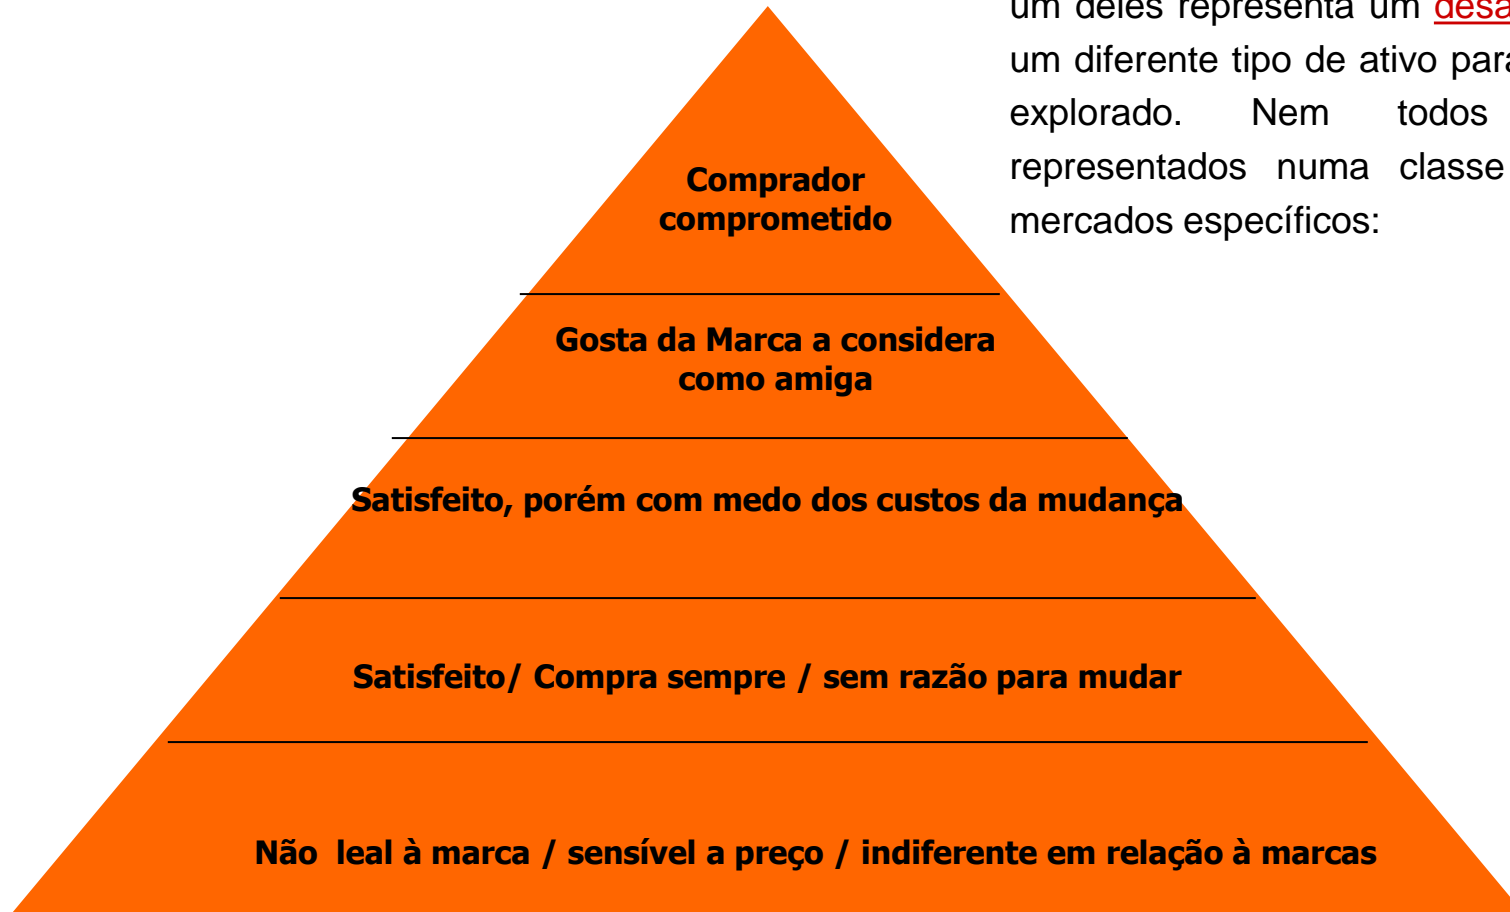 um deles representa um
um diferente tipo de ativo
explorado. Nem todos
representados numa classe
mercados específicos:
Comprador
comprometido
Gosta da Marca a considera
como amiga
Satisfeito, porém com medo dos custos da mudança
Satisfeito/ Compra sempre / sem razão para mudar
Não leal à marca / sensível a preço / indiferente em relação à marcas